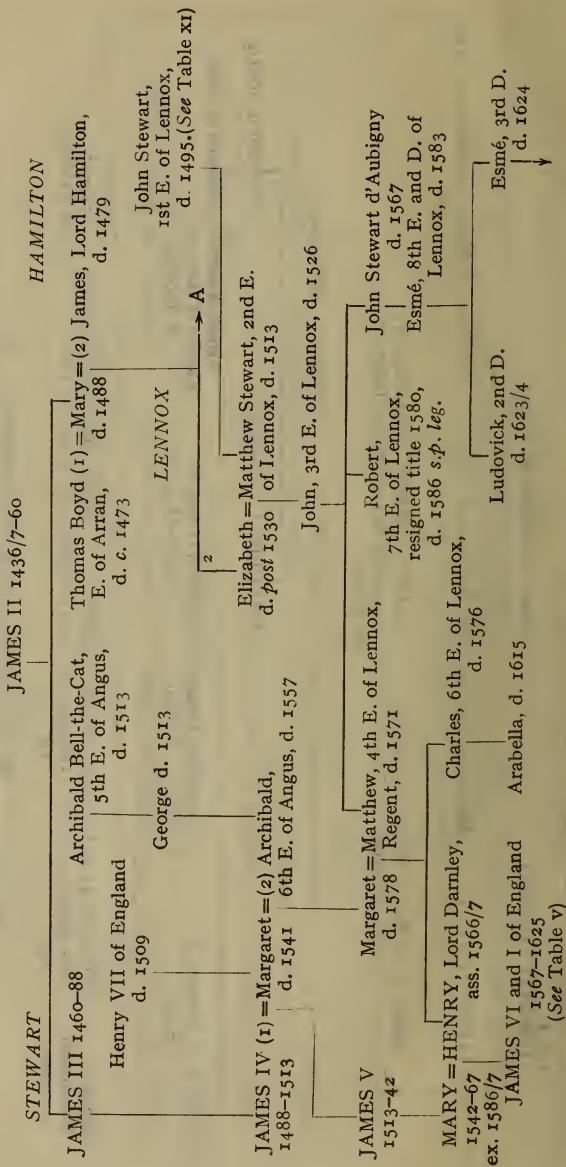 JAMES II 1436/7–60
STEWART
HAMILTON
JAMES III 1460–88
Archibald Bell-the-Cat,
5th E. of Angus,
d. 1513
Thomas Boyd (1) = Mary = (2) James, Lord Hamilton,
E. of Arran,
d. c. 1473
d. 1488
d. 1479
Henry VII of England
d. 1509
George d. 1513
LENNOX
John Stewart,
1st E. of Lennox,
d. 1495.(See Table XI)
A
2
JAMES IV (1) = Margaret = (2) Archibald,
1488–1513
d. 1541
6th E. of Angus, d. 1557
Elizabeth = Matthew Stewart, 2nd E.
d. post 1530
of Lennox, d. 1513
John, 3rd E. of Lennox, d. 1526
JAMES V
1513–42
Margaret = Matthew, 4th E. of Lennox,
d. 1578
Regent, d. 1571
Robert,
7th E. of Lennox,
resigned title 1580,
d. 1586 s.p. leg.
John Stewart d'Aubigny
d. 1567
Esmé, 8th E. and D. of
Lennox, d. 1583
MARY = HENRY, Lord Darnley,
1542–67
ex. 1586/7
ass. 1566/7
Charles, 6th E. of Lennox,
d. 1576
JAMES VI and I of England
1567–1625
(See Table V)
Arabella, d. 1615
Ludovick, 2nd D.
d. 1623/4
Esmé, 3rd D.
d. 1624